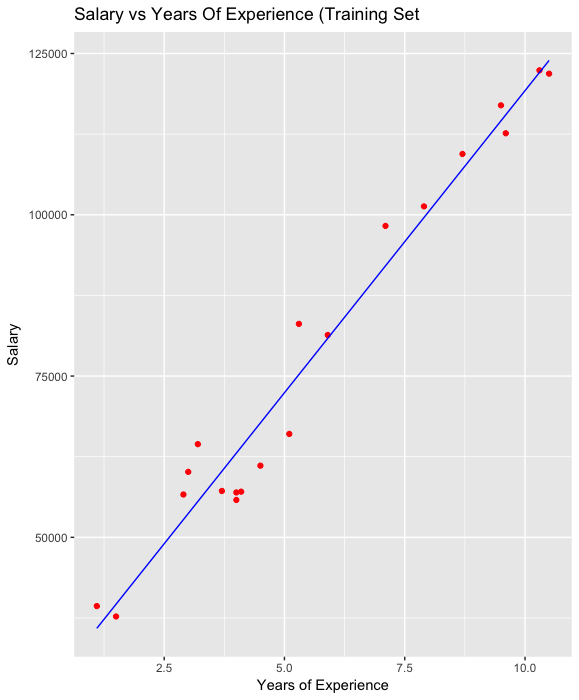 Salary vs Years Of Experience (Training Set
125000
100000
75000
50000
Salary
2.5 5.0 7.5 10.0
Years of Experience